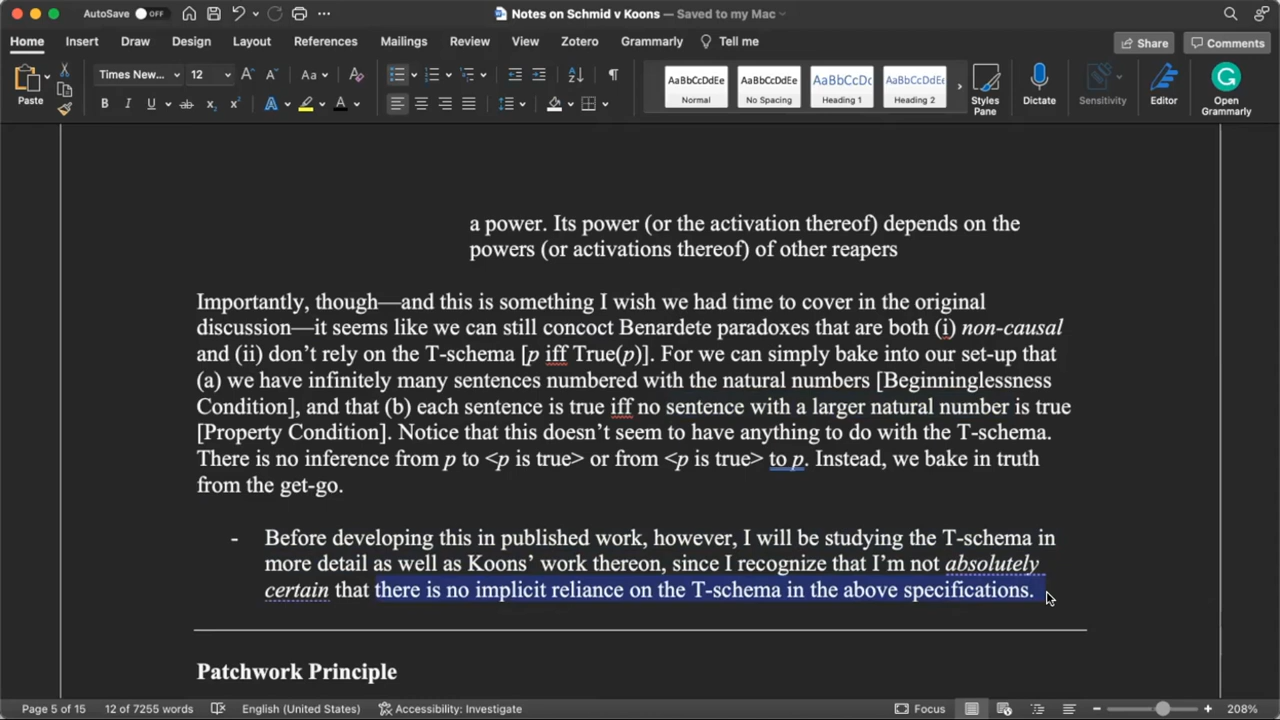 AutoSave OFF
Notes on Schmid v Koons — Saved to my Mac
Home Insert Draw Design Layout References Mailings Review View Zotero Grammarly Tell me
Share Comments
Paste
Times New... 12
AaBbCcDdEe AaBbCcDdEe AaBbCcDc AaBbCcDdEe
Normal No Spacing Heading 1 Heading 2
Styles Pane
Dictate
Sensitivity
Editor
Open Grammarly
a power. Its power (or the activation thereof) depends on the
powers (or activations thereof) of other reapers
Importantly, though—and this is something I wish we had time to cover in the original
discussion—it seems like we can still concoct Benardete paradoxes that are both (i) non-causal
and (ii) don’t rely on the T-schema [p iff True(p)]. For we can simply bake into our set-up that
(a) we have infinitely many sentences numbered with the natural numbers [Beginninglessness
Condition], and that (b) each sentence is true iff no sentence with a larger natural number is true
[Property Condition]. Notice that this doesn’t seem to have anything to do with the T-schema.
There is no inference from p to <p is true> or from <p is true> to p. Instead, we bake in truth
from the get-go.
- Before developing this in published work, however, I will be studying the T-schema in
more detail as well as Koons’ work thereon, since I recognize that I’m not absolutely
certain that there is no implicit reliance on the T-schema in the above specifications.
Patchwork Principle
Page 5 of 15 12 of 7255 words English (United States) Accessibility: Investigate Focus 208%